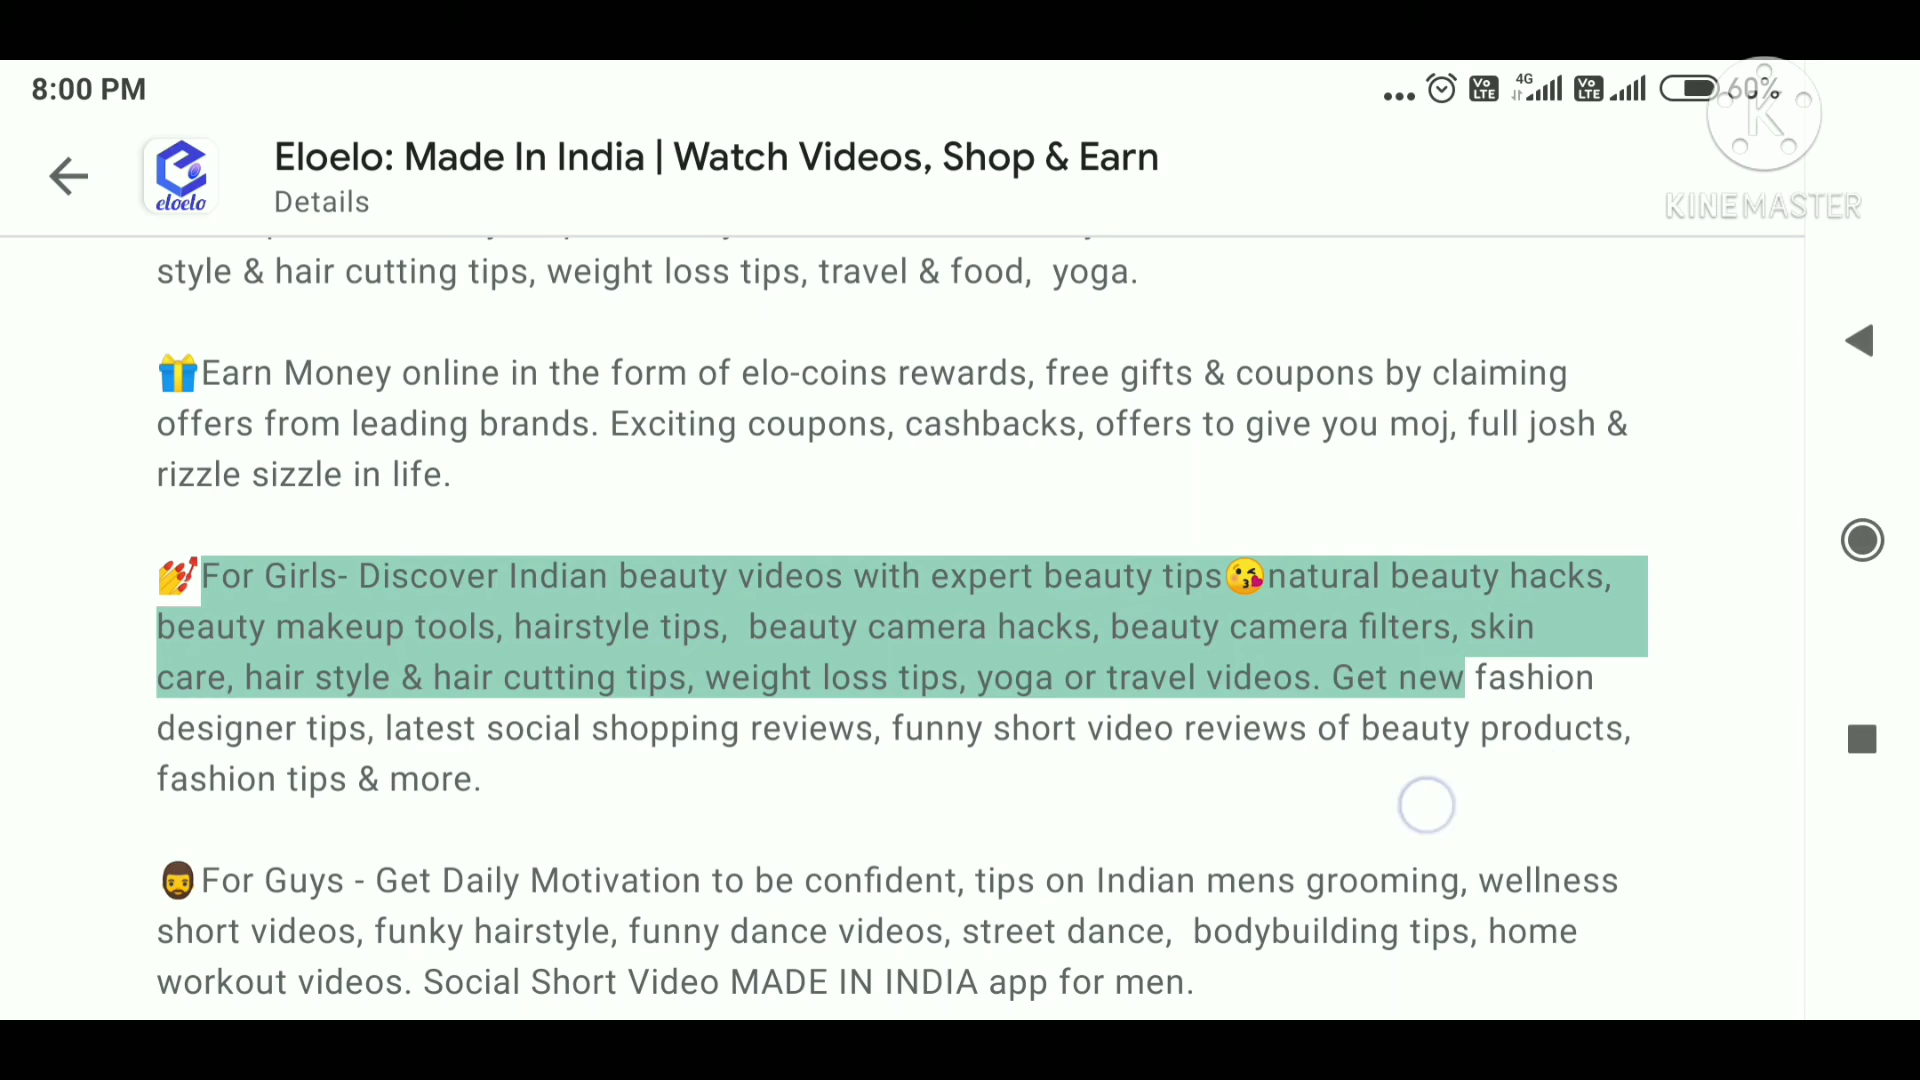 8:00 PM
Vo LTE
4G
Vo LTE
60%
K
KINEMASTER
eloelo
Eloelo: Made In India | Watch Videos, Shop & Earn
Details
style & hair cutting tips, weight loss tips, travel & food, yoga.
🎁Earn Money online in the form of elo-coins rewards, free gifts & coupons by claiming
offers from leading brands. Exciting coupons, cashbacks, offers to give you moj, full josh &
rizzle sizzle in life.
💅For Girls- Discover Indian beauty videos with expert beauty tips😘natural beauty hacks,
beauty makeup tools, hairstyle tips, beauty camera hacks, beauty camera filters, skin
care, hair style & hair cutting tips, weight loss tips, yoga or travel videos. Get new fashion
designer tips, latest social shopping reviews, funny short video reviews of beauty products,
fashion tips & more.
🧔For Guys - Get Daily Motivation to be confident, tips on Indian mens grooming, wellness
short videos, funky hairstyle, funny dance videos, street dance, bodybuilding tips, home
workout videos. Social Short Video MADE IN INDIA app for men.